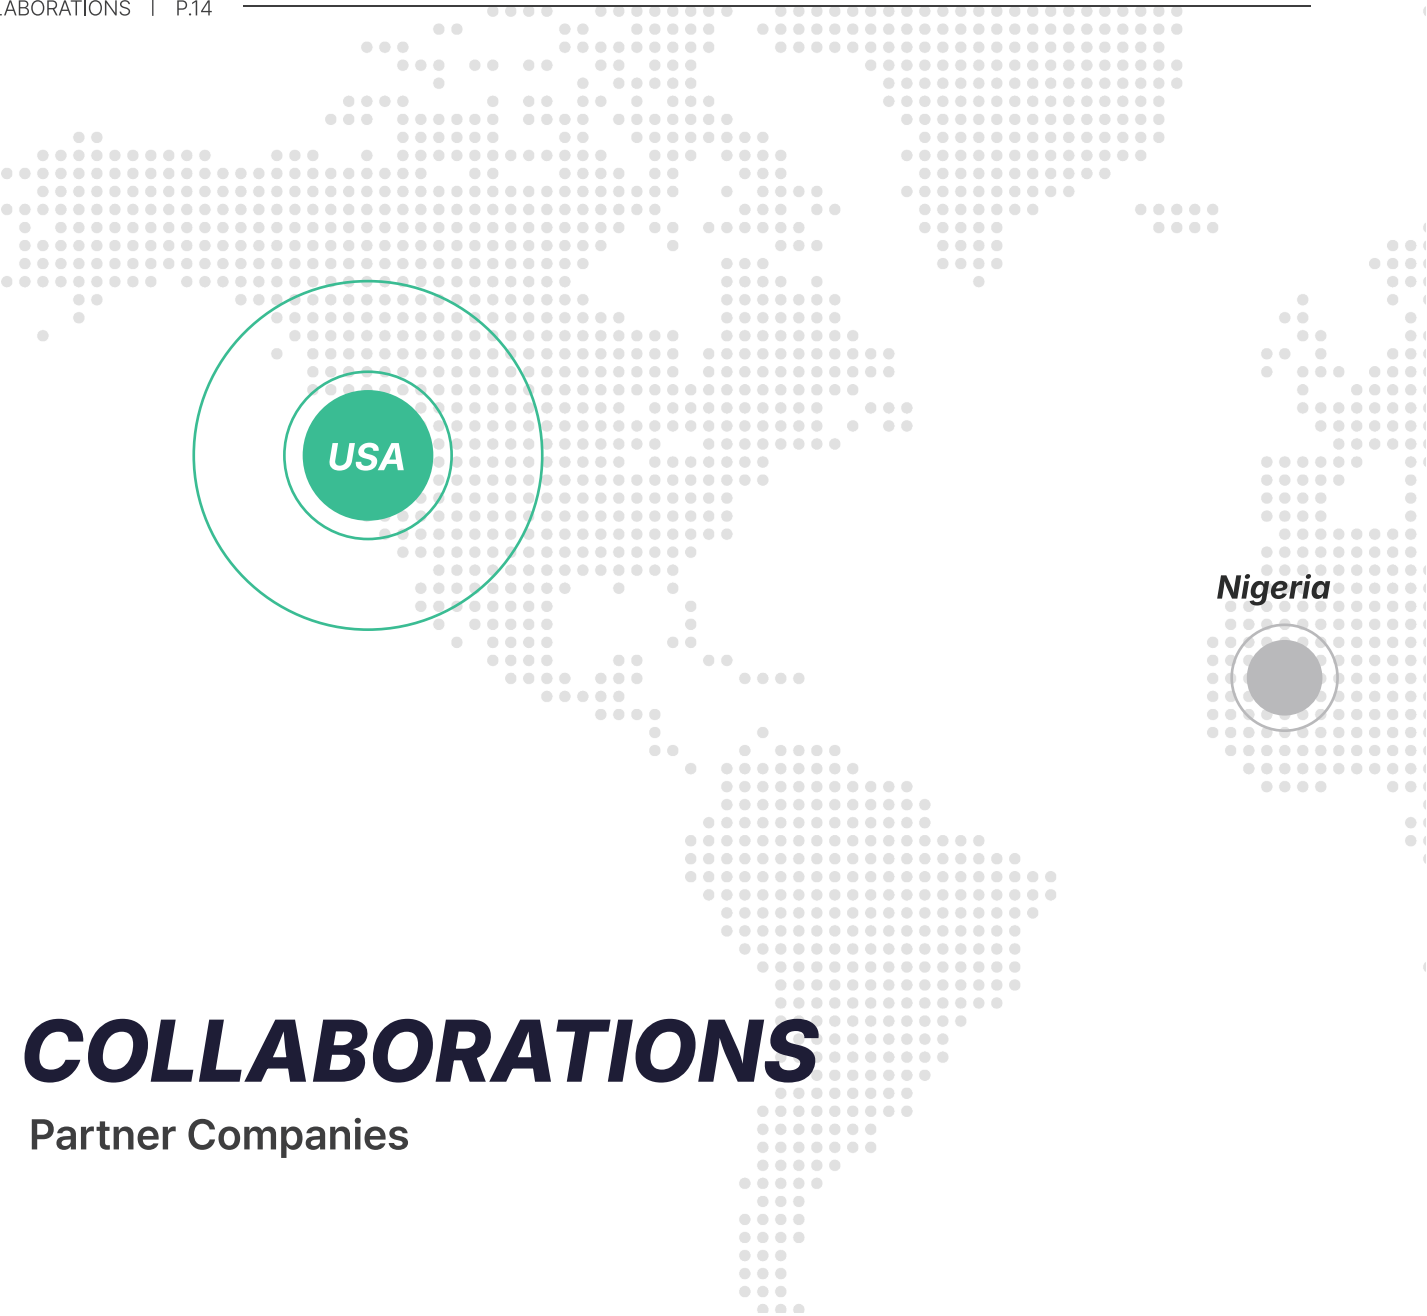 LABORATIONS | P.14
USA
Nigeria
COLLABORATIONS
Partner Companies